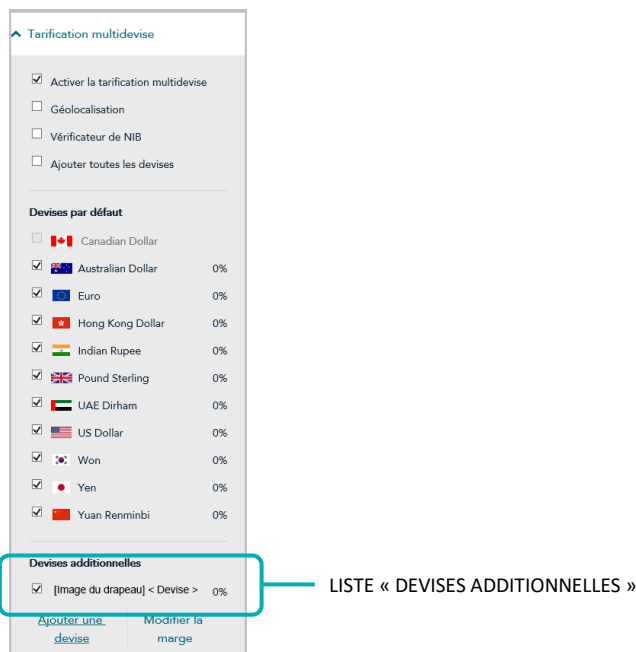 Tarification multidevise
Activer la tarification multidevise
Géolocalisation
Vérificateur de NIB
Ajouter toutes les devises
Devises par défaut
Canadian Dollar
Australian Dollar 0%
Euro 0%
Hong Kong Dollar 0%
Indian Rupee 0%
Pound Sterling 0%
UAE Dirham 0%
US Dollar 0%
Won 0%
Yen 0%
Yuan Renminbi 0%
Devises additionnelles
[Image du drapeau] < Devise > 0%
LISTE « DEVISES ADDITIONNELLES »
Ajouter une Modifier la
devise marge